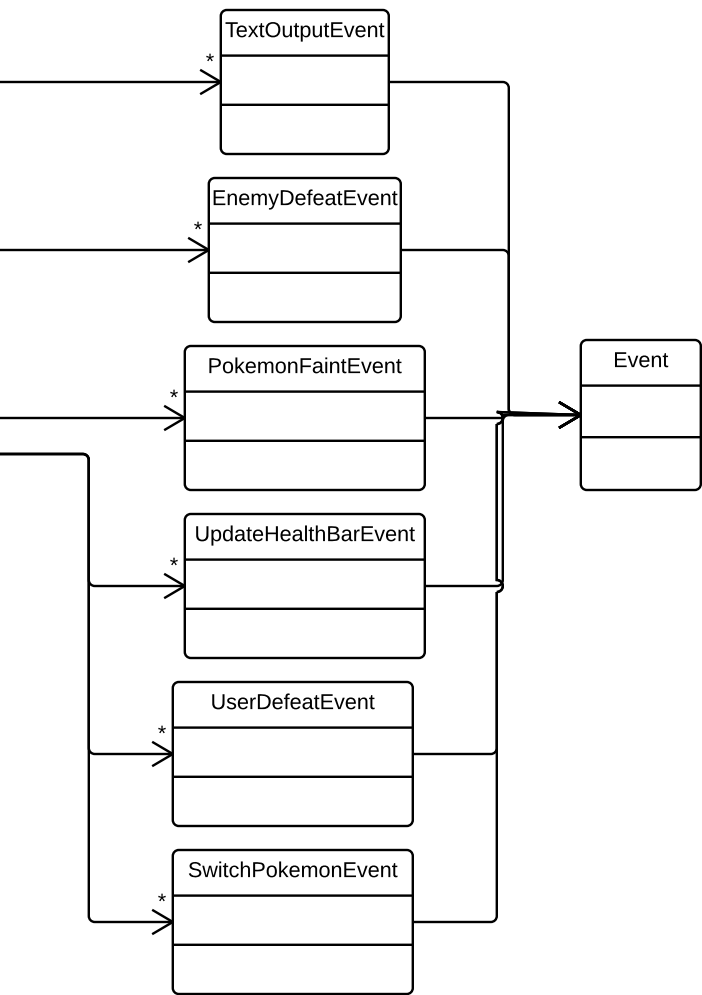 TextOutputEvent
*
EnemyDefeatEvent
*
PokemonFaintEvent
*
Event
UpdateHealthBarEvent
*
UserDefeatEvent
*
SwitchPokemonEvent
*